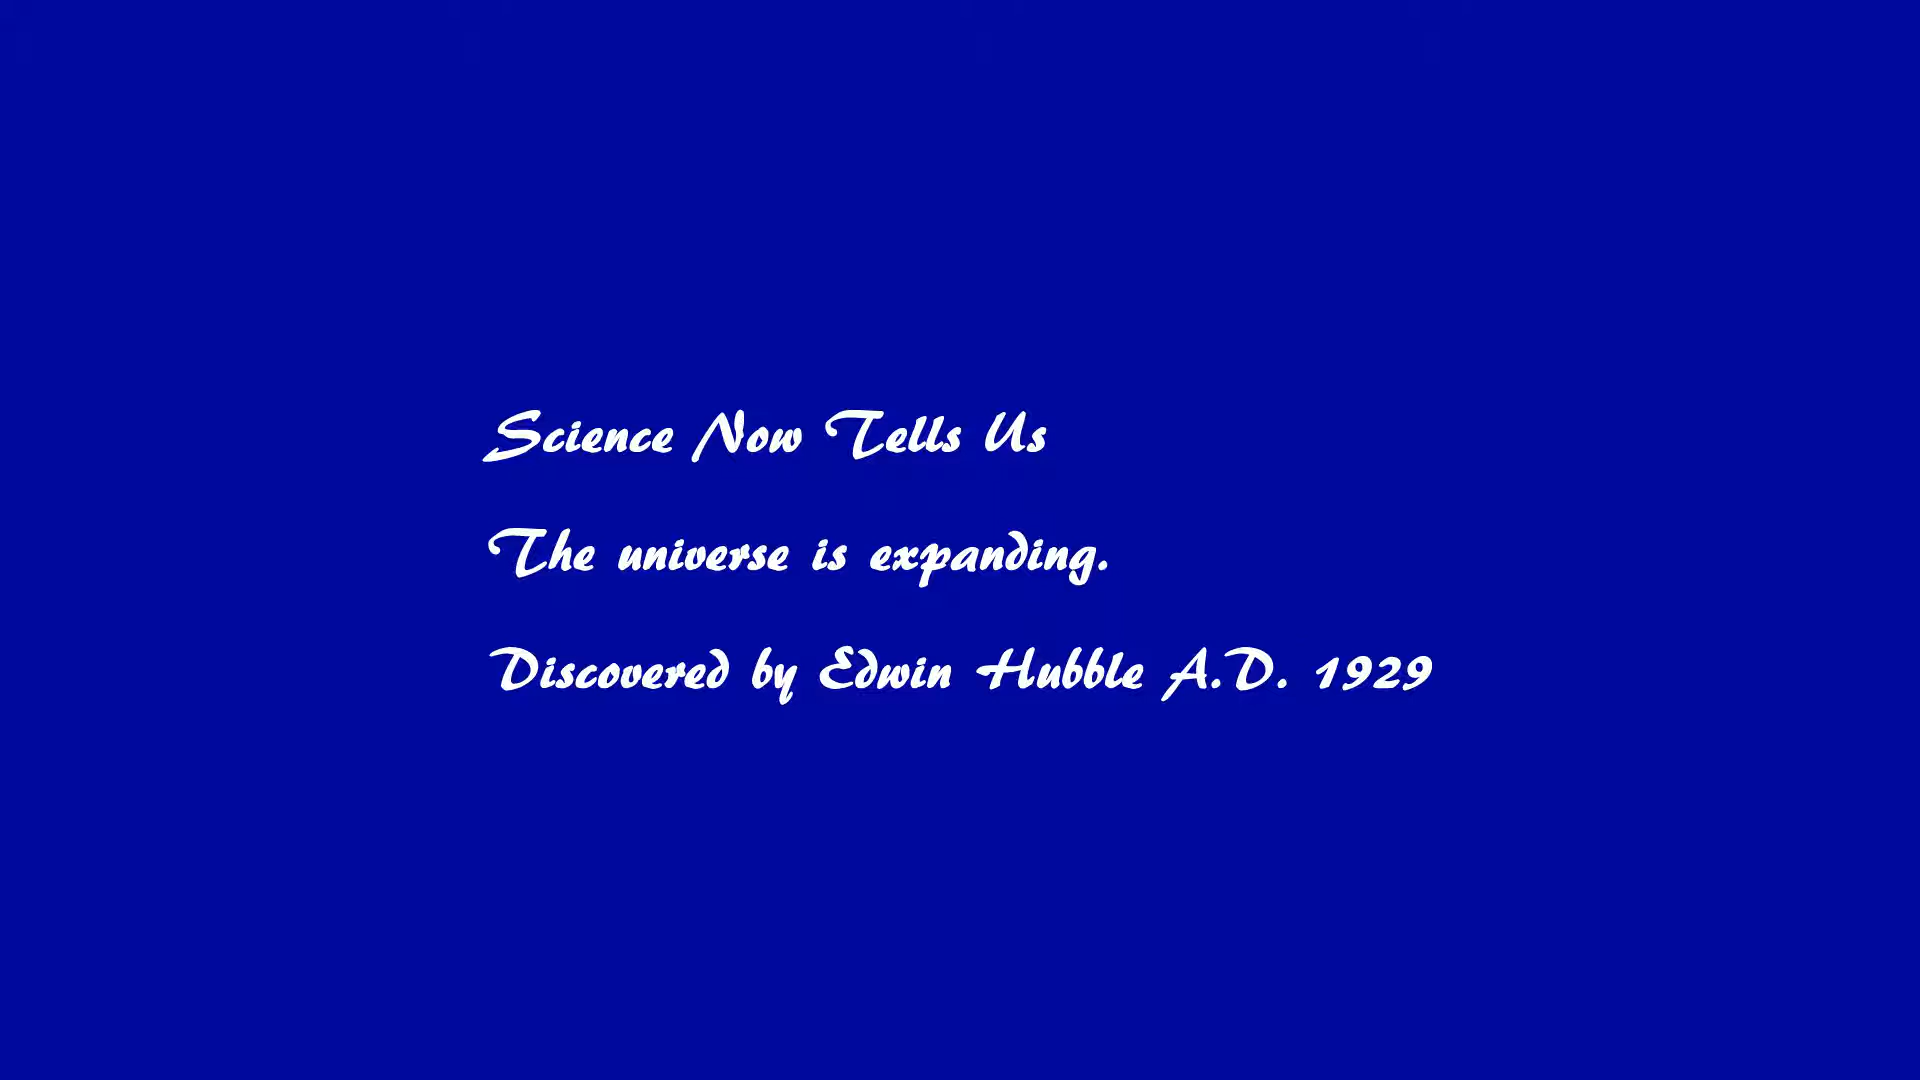 Science Now Tells Us
The universe is expanding.
Discovered by Edwin Hubble A.D. 1929